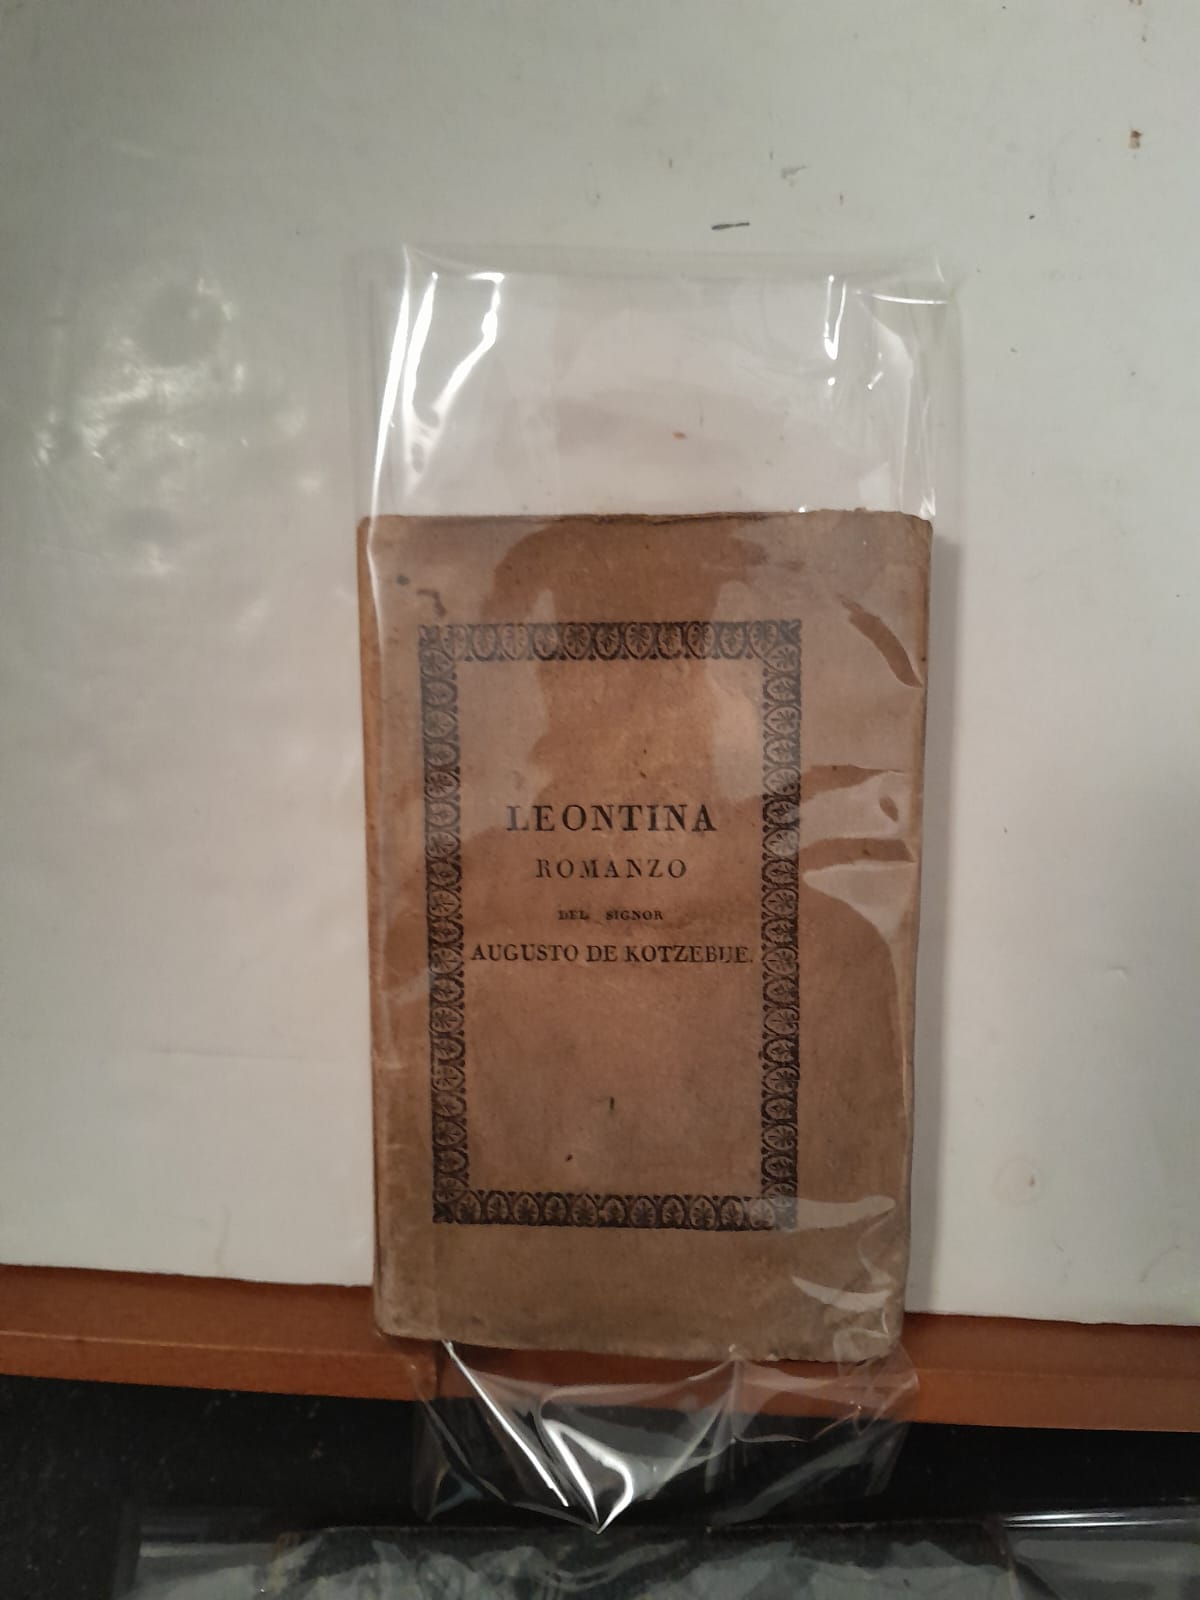 LEONTINA
ROMANZO
DEL SIGNOR
AUGUSTO DE KOTZEBUE.